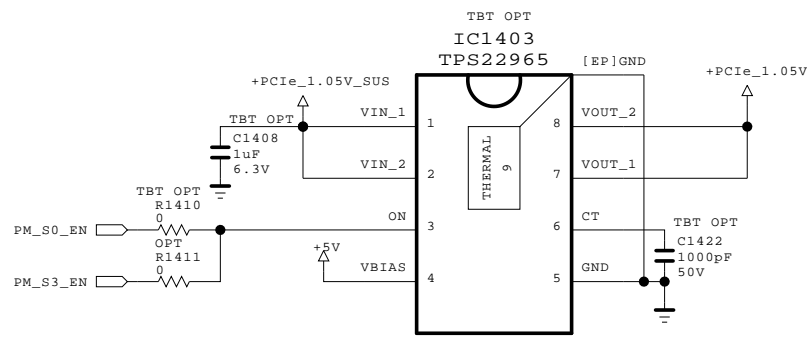 TBT OPT
IC1403
TPS22965
[EP]GND
+PCIe_1.05V_SUS
+PCIe_1.05V
TBT OPT
C1408
1uF
6.3V
VIN_1
1
8
VOUT_2
THERMAL
9
VIN_2
2
7
VOUT_1
TBT OPT
R1410
0
PM_S0_EN
ON
3
6
CT
TBT OPT
C1422
1000pF
50V
OPT
R1411
0
PM_S3_EN
+5V
VBIAS
4
5
GND